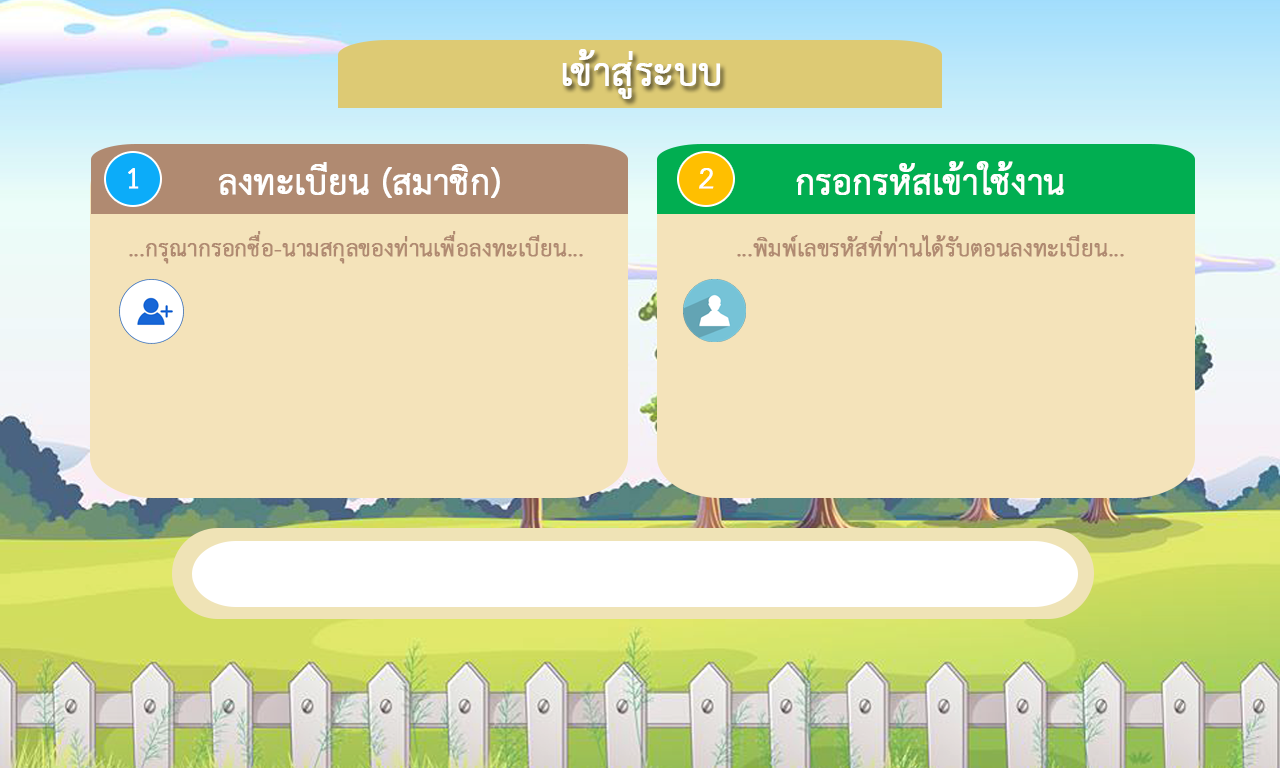 เข้าสู่ระบบ
1 ลงทะเบียน (สมาชิก)
...กรุณากรอกชื่อ-นามสกุลของท่านเพื่อลงทะเบียน...
2 กรอกรหัสเข้าใช้งาน
...พิมพ์เลขรหัสที่ท่านได้รับตอนลงทะเบียน...